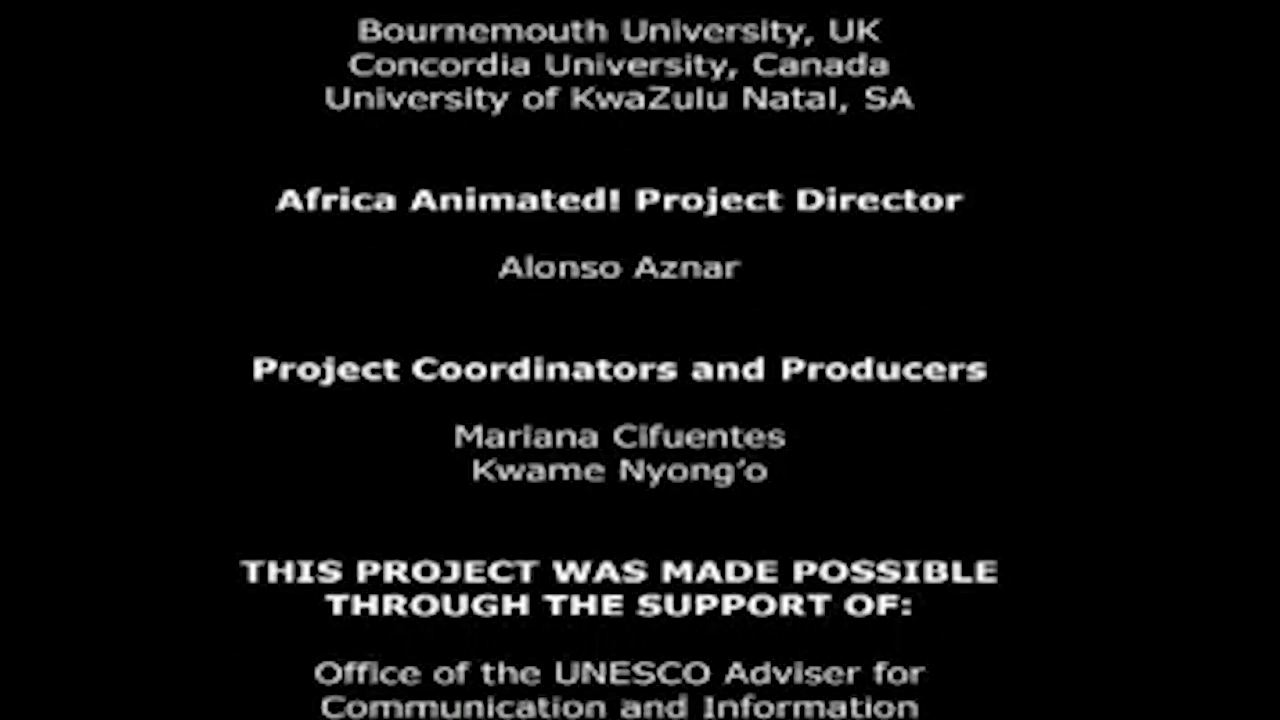 Bournemouth University, UK
Concordia University, Canada
University of KwaZulu Natal, SA
Africa Animated! Project Director
Alonso Aznar
Project Coordinators and Producers
Mariana Cifuentes
Kwame Nyong’o
THIS PROJECT WAS MADE POSSIBLE
THROUGH THE SUPPORT OF:
Office of the UNESCO Adviser for
Communication and Information